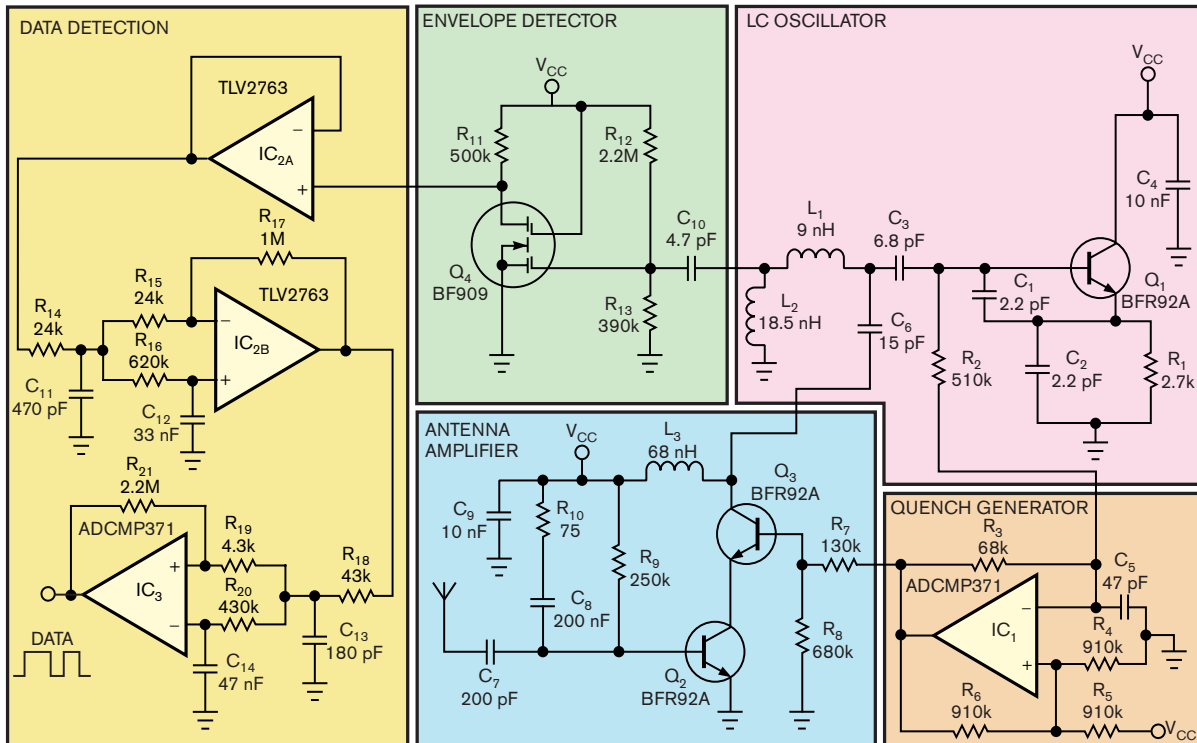 DATA DETECTION
TLV2763
IC2A
−
+
R17
1M
R15
24k
TLV2763
R14
24k
R16
620k
−
+
IC2B
C11
470 pF
C12
33 nF
R21
2.2M
ADCMP371
R19
4.3k
R18
43k
IC3
+
−
R20
430k
DATA
C13
180 pF
C14
47 nF
ENVELOPE DETECTOR
VCC
R11
500k
R12
2.2M
C10
4.7 pF
Q4
BF909
R13
390k
LC OSCILLATOR
VCC
C4
10 nF
L1
9 nH
C3
6.8 pF
Q1
BFR92A
C1
2.2 pF
L2
18.5 nH
C6
15 pF
R2
510k
C2
2.2 pF
R1
2.7k
ANTENNA
AMPLIFIER
VCC
L3
68 nH
Q3
BFR92A
C9
10 nF
R10
75
R9
250k
R7
130k
C8
200 nF
R8
680k
C7
200 pF
Q2
BFR92A
QUENCH GENERATOR
R3
68k
ADCMP371
C5
47 pF
IC1
−
+
R4
910k
R6
910k
R5
910k
VCC